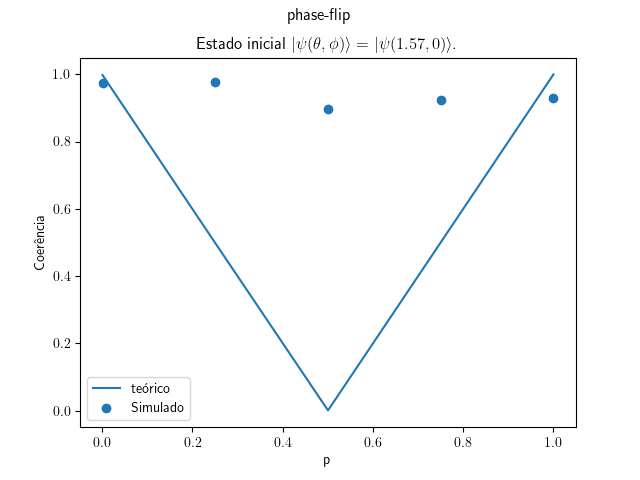 phase-flip
Estado inicial |ψ(θ, ϕ)⟩ = |ψ(1.57, 0)⟩.
1.0
0.8
0.6
0.4
0.2
0.0
Coerência
teórico
Simulado
0.0 0.2 0.4 0.6 0.8 1.0
p